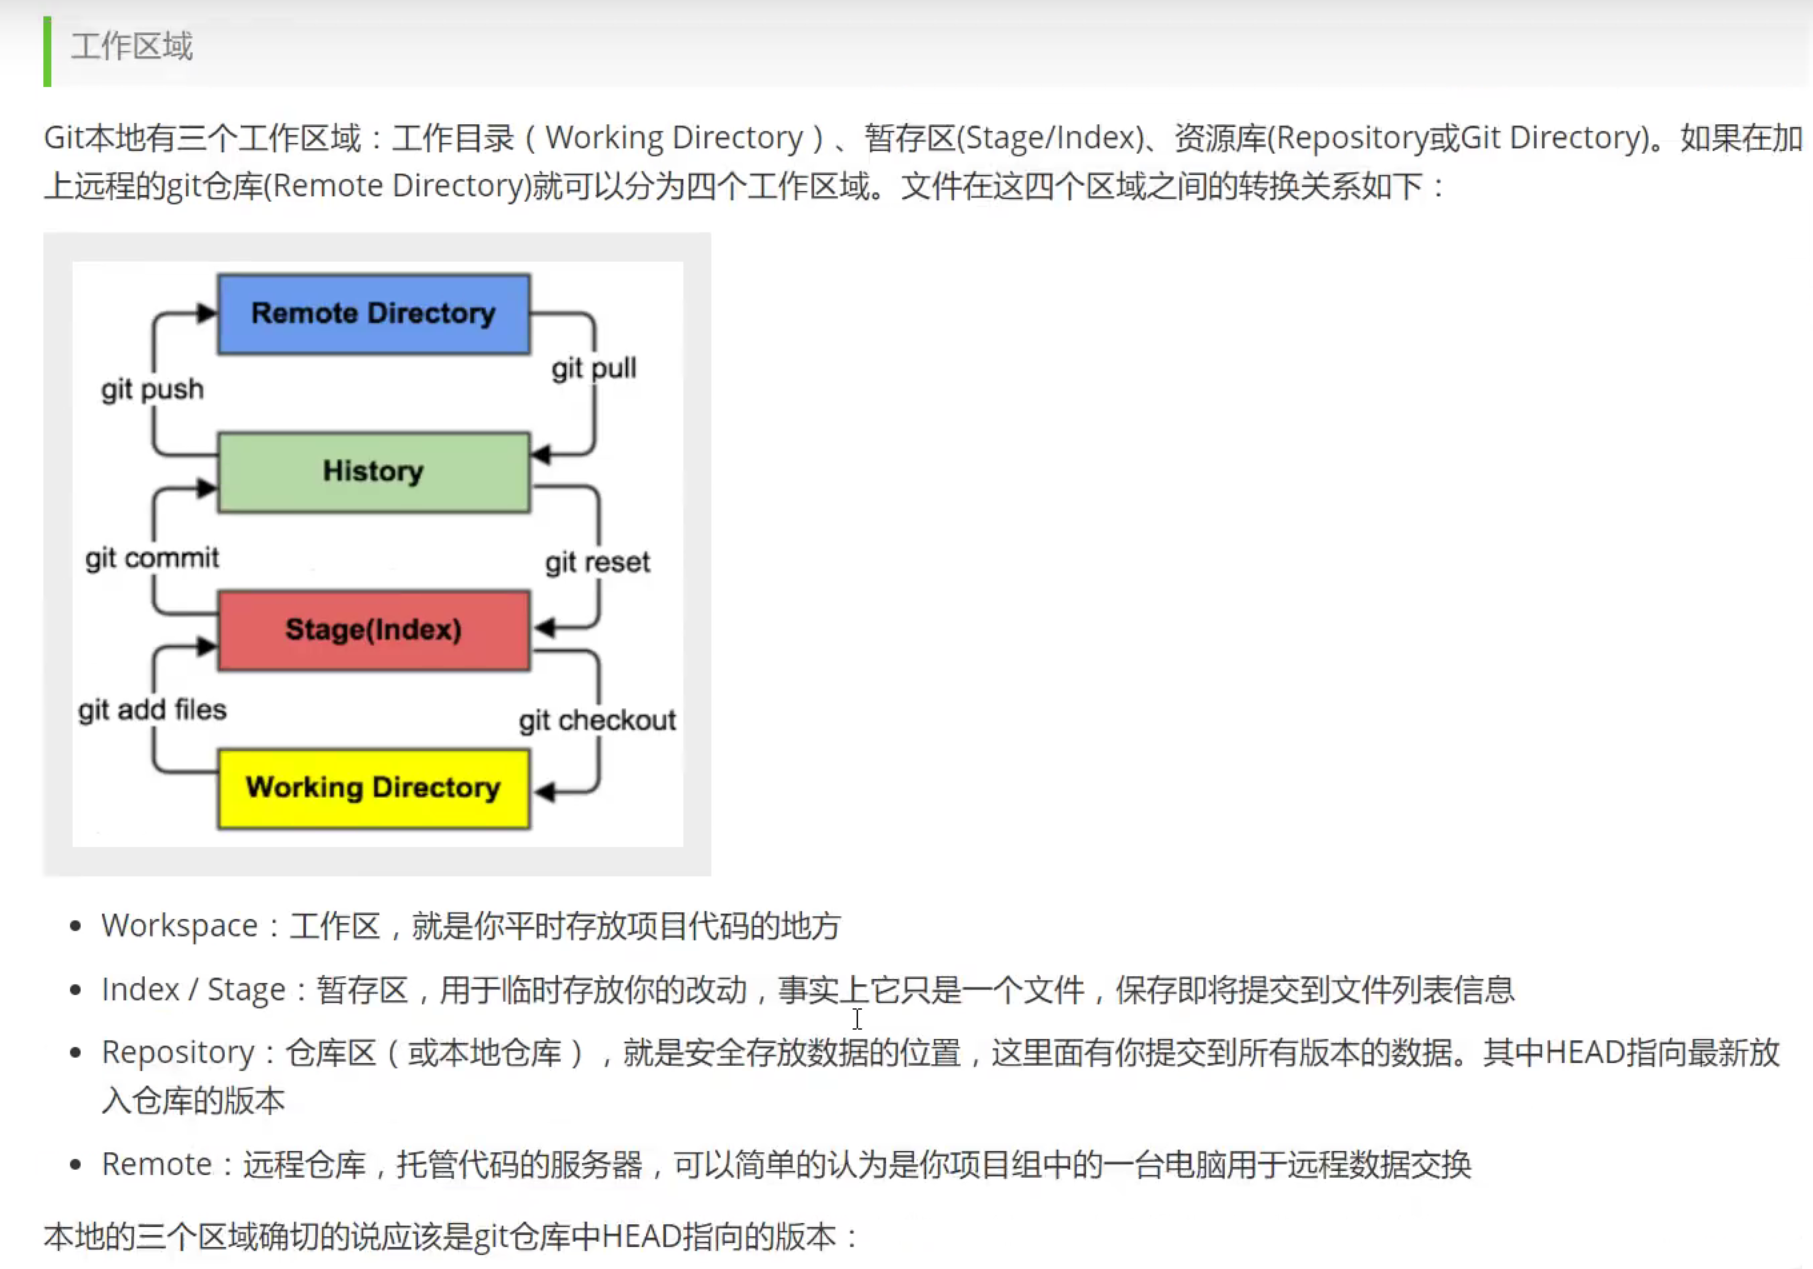 工作区域
Git本地有三个工作区域：工作目录（Working Directory）、暂存区(Stage/Index)、资源库(Repository或Git Directory)。如果在加
上远程的git仓库(Remote Directory)就可以分为四个工作区域。文件在这四个区域之间的转换关系如下：
Remote Directory
git pull
git push
History
git commit
git reset
Stage(Index)
git add files
git checkout
Working Directory
• Workspace：工作区，就是你平时存放项目代码的地方
• Index / Stage：暂存区，用于临时存放你的改动，事实上它只是一个文件，保存即将提交到文件列表信息
• Repository：仓库区（或本地仓库），就是安全存放数据的位置，这里面有你提交到所有版本的数据。其中HEAD指向最新放
入仓库的版本
• Remote：远程仓库，托管代码的服务器，可以简单的认为是你项目组中的一台电脑用于远程数据交换
本地的三个区域确切的说应该是git仓库中HEAD指向的版本：